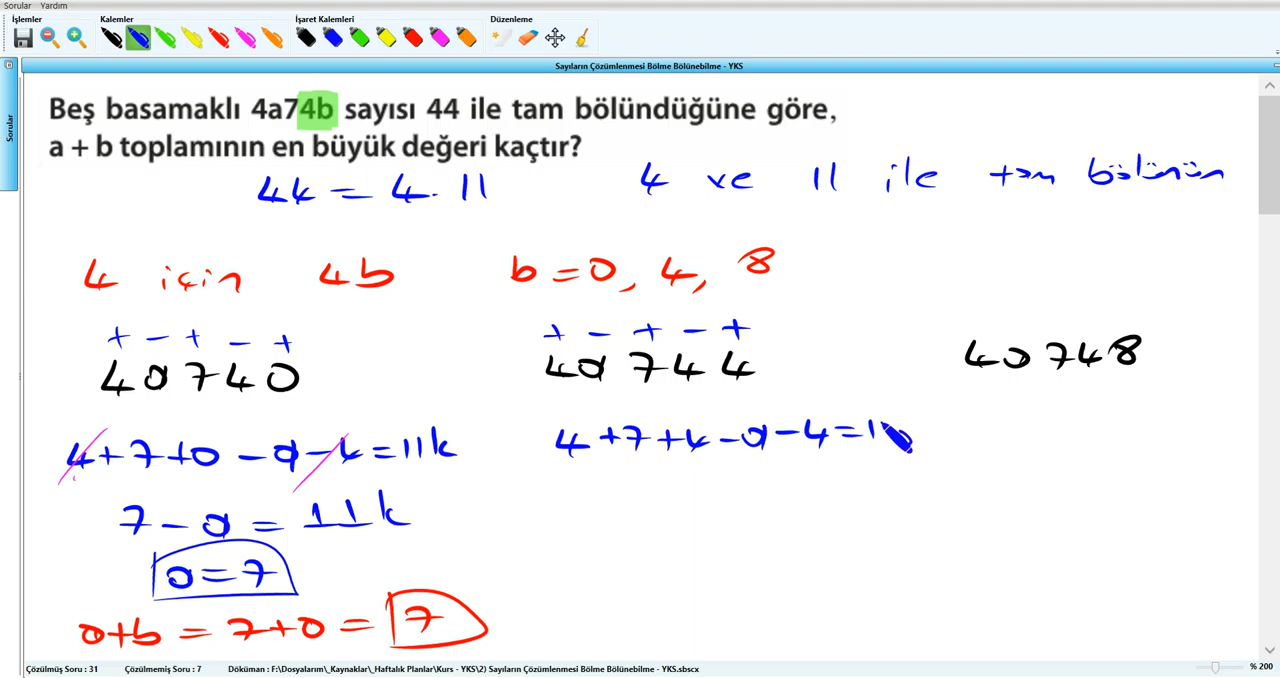 Sorular Yardım
İşlemler Kalemler İşaret Kalemleri Düzenleme
Sayıların Çözümlenmesi Bölme Bölünebilme - YKS
Sorular
Beş basamaklı 4a74b sayısı 44 ile tam bölündüğüne göre,
a + b toplamının en büyük değeri kaçtır?
44 = 4. 11
4 ve 11 ile tam bölünün
4 için 4b b = 0, 4, 8
+ - + - +
4a740
4+7+0-a-4=11k
7-a=11k
a=7
a+b = 7+0 = 7
+ - + - +
4a744
4+7+4-a-4=1
4a748
Çözülmüş Soru : 31 Çözülmemiş Soru : 7 Döküman : F:\Dosyalarım\_Kaynaklar\_Haftalık Planlar\Kurs - YKS\2) Sayıların Çözümlenmesi Bölme Bölünebilme - YKS.sbscx % 200